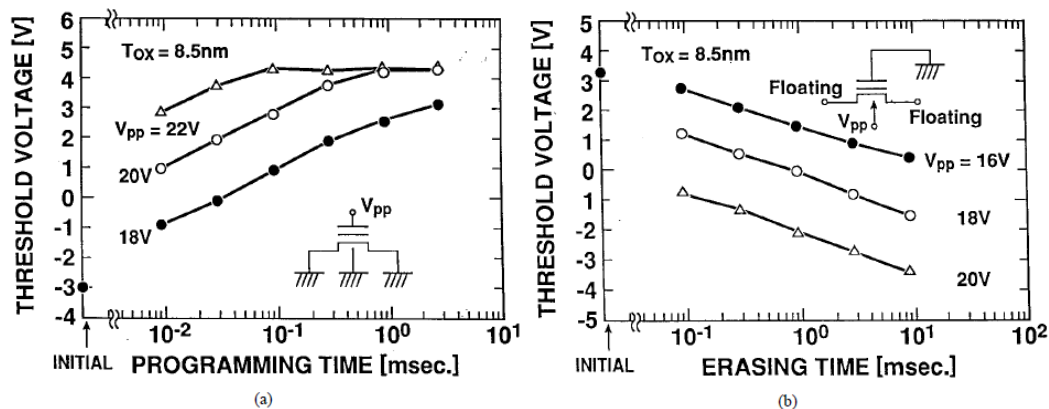 THRESHOLD VOLTAGE [V]
6
5
4
3
2
1
0
-1
-2
-3
-4
TOX = 8.5nm
VPP = 22V
20V
18V
Vpp
10-2
10-1
100
101
INITIAL
PROGRAMMING TIME [msec.]
(a)
THRESHOLD VOLTAGE [V]
5
4
3
2
1
0
-1
-2
-3
-4
-5
TOX = 8.5nm
Floating
Floating
VPP
VPP = 16V
18V
20V
10-1
100
101
102
INITIAL
ERASING TIME [msec.]
(b)